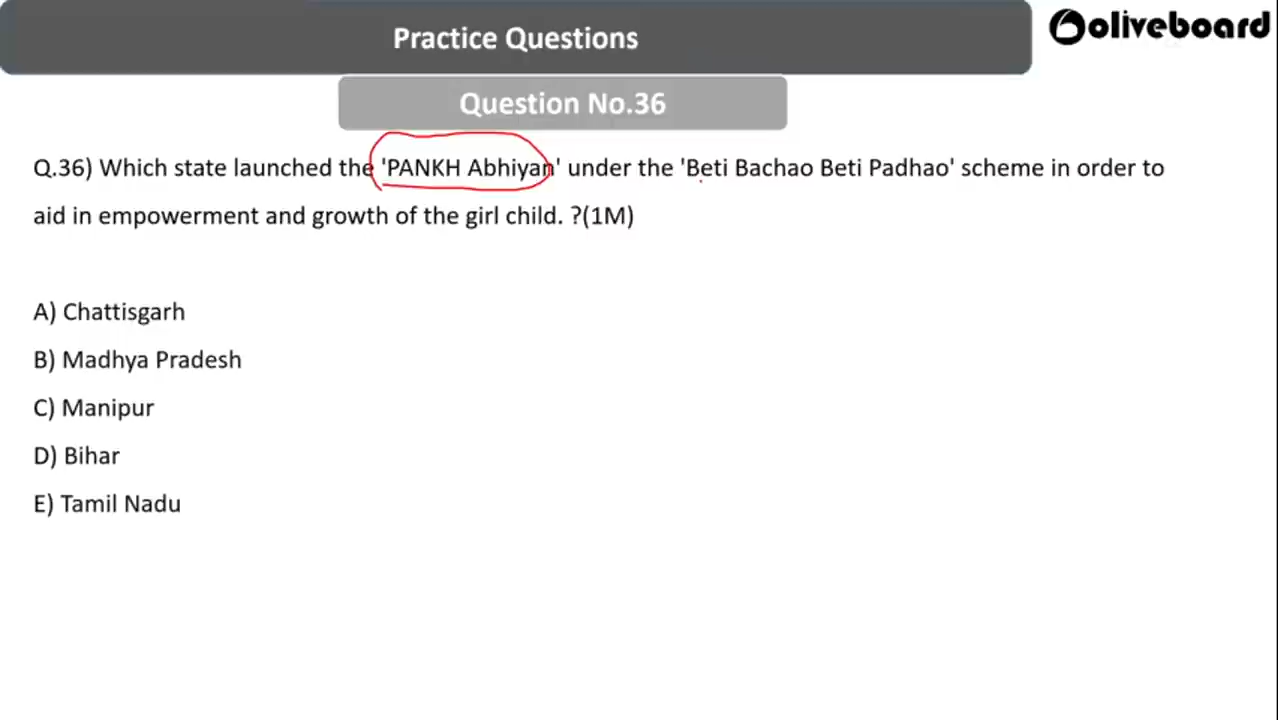 Practice Questions
oliveboard
Question No.36
Q.36) Which state launched the 'PANKH Abhiyan' under the 'Beti Bachao Beti Padhao' scheme in order to
aid in empowerment and growth of the girl child. ?(1M)
A) Chattisgarh
B) Madhya Pradesh
C) Manipur
D) Bihar
E) Tamil Nadu